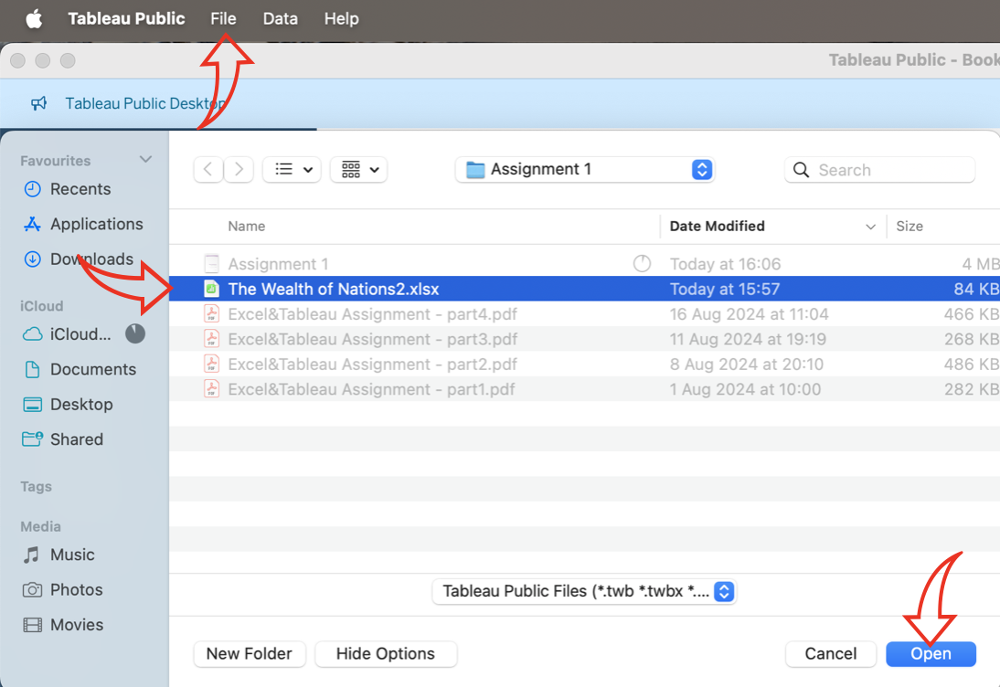 Tableau Public File Data Help
Tableau Public - Book
Tableau Public Desktop
Favourites
Recents
Applications
Downloads
iCloud
iCloud...
Documents
Desktop
Shared
Tags
Media
Music
Photos
Movies
Assignment 1
Search
Name Date Modified Size
Assignment 1 Today at 16:06 4 MB
The Wealth of Nations2.xlsx Today at 15:57 84 KB
Excel&Tableau Assignment - part4.pdf 16 Aug 2024 at 11:04 466 KB
Excel&Tableau Assignment - part3.pdf 11 Aug 2024 at 19:19 268 KB
Excel&Tableau Assignment - part2.pdf 8 Aug 2024 at 20:10 486 KB
Excel&Tableau Assignment - part1.pdf 1 Aug 2024 at 10:00 282 KB
Tableau Public Files (*.twb *.twbx *....
New Folder Hide Options Cancel Open